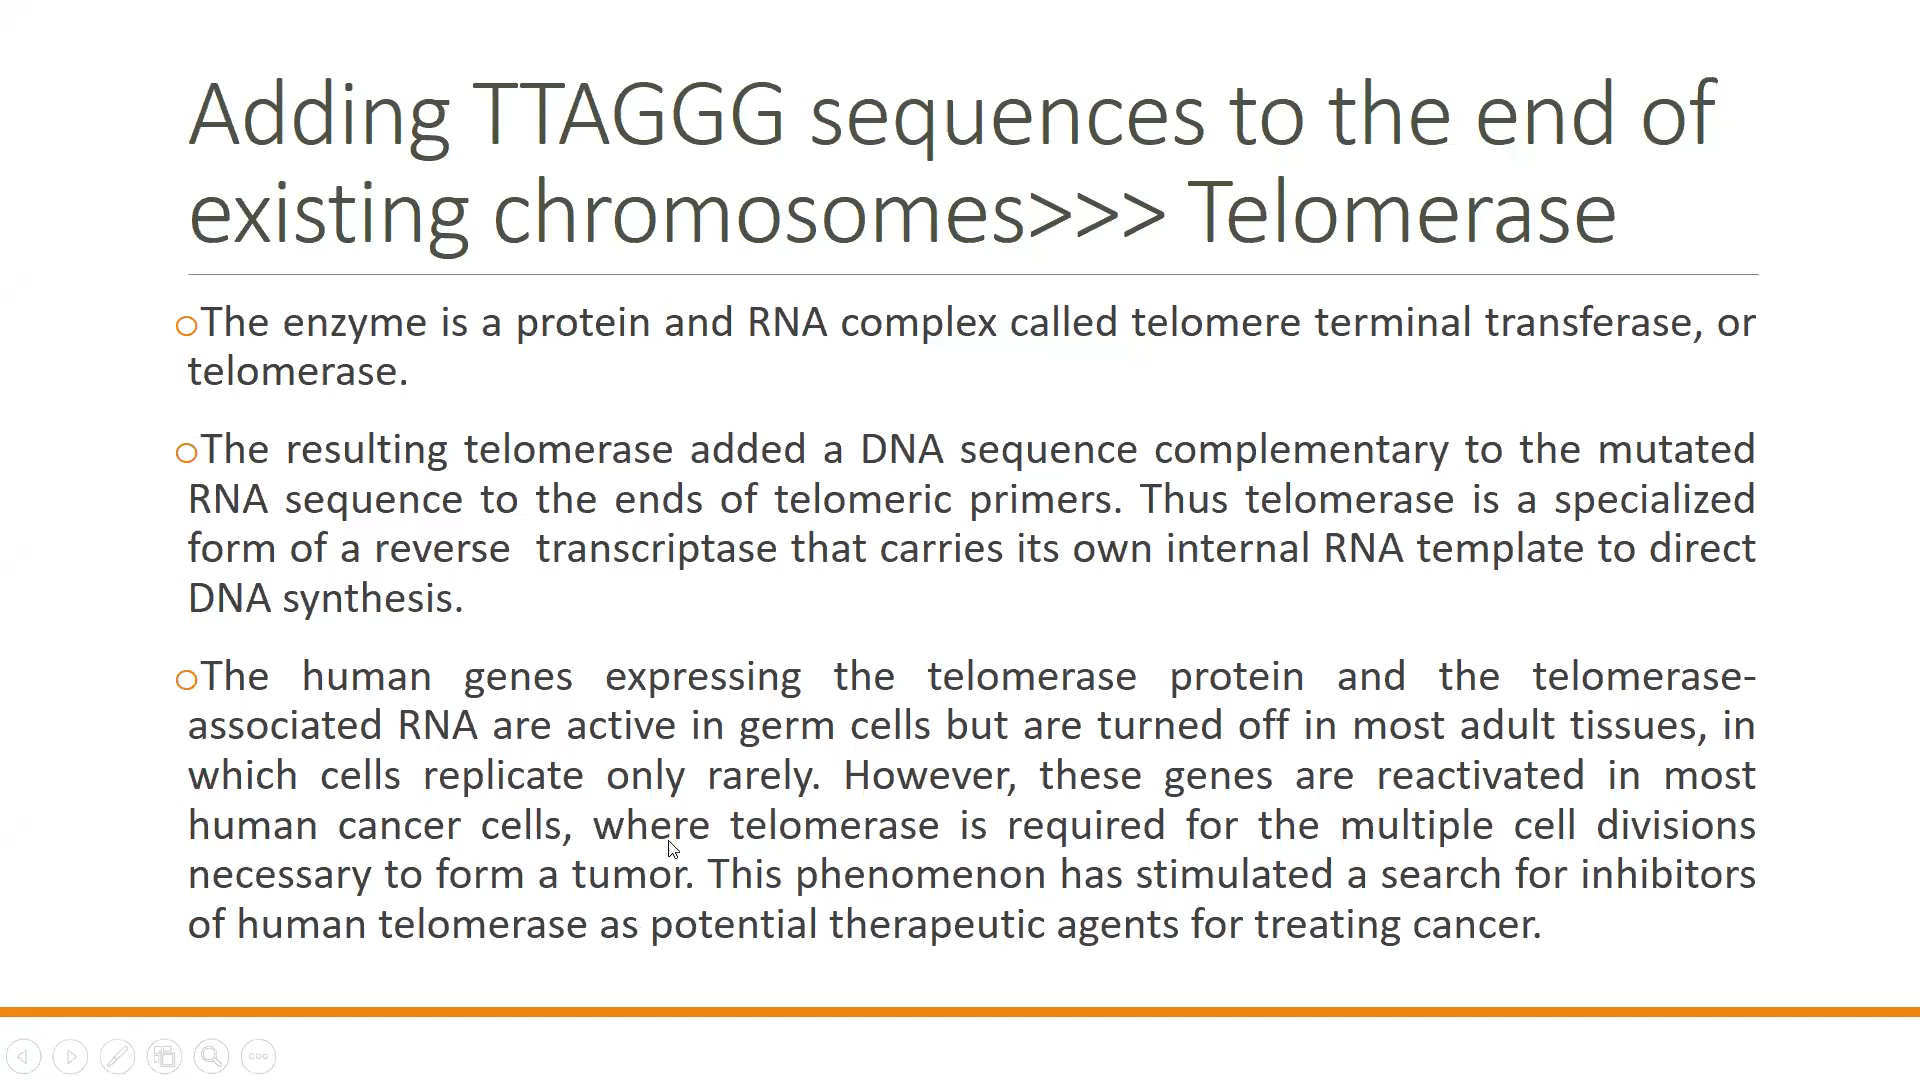 Adding TTAGGG sequences to the end of
existing chromosomes>>> Telomerase
The enzyme is a protein and RNA complex called telomere terminal transferase, or
telomerase.
The resulting telomerase added a DNA sequence complementary to the mutated
RNA sequence to the ends of telomeric primers. Thus telomerase is a specialized
form of a reverse transcriptase that carries its own internal RNA template to direct
DNA synthesis.
The human genes expressing the telomerase protein and the telomerase-
associated RNA are active in germ cells but are turned off in most adult tissues, in
which cells replicate only rarely. However, these genes are reactivated in most
human cancer cells, where telomerase is required for the multiple cell divisions
necessary to form a tumor. This phenomenon has stimulated a search for inhibitors
of human telomerase as potential therapeutic agents for treating cancer.